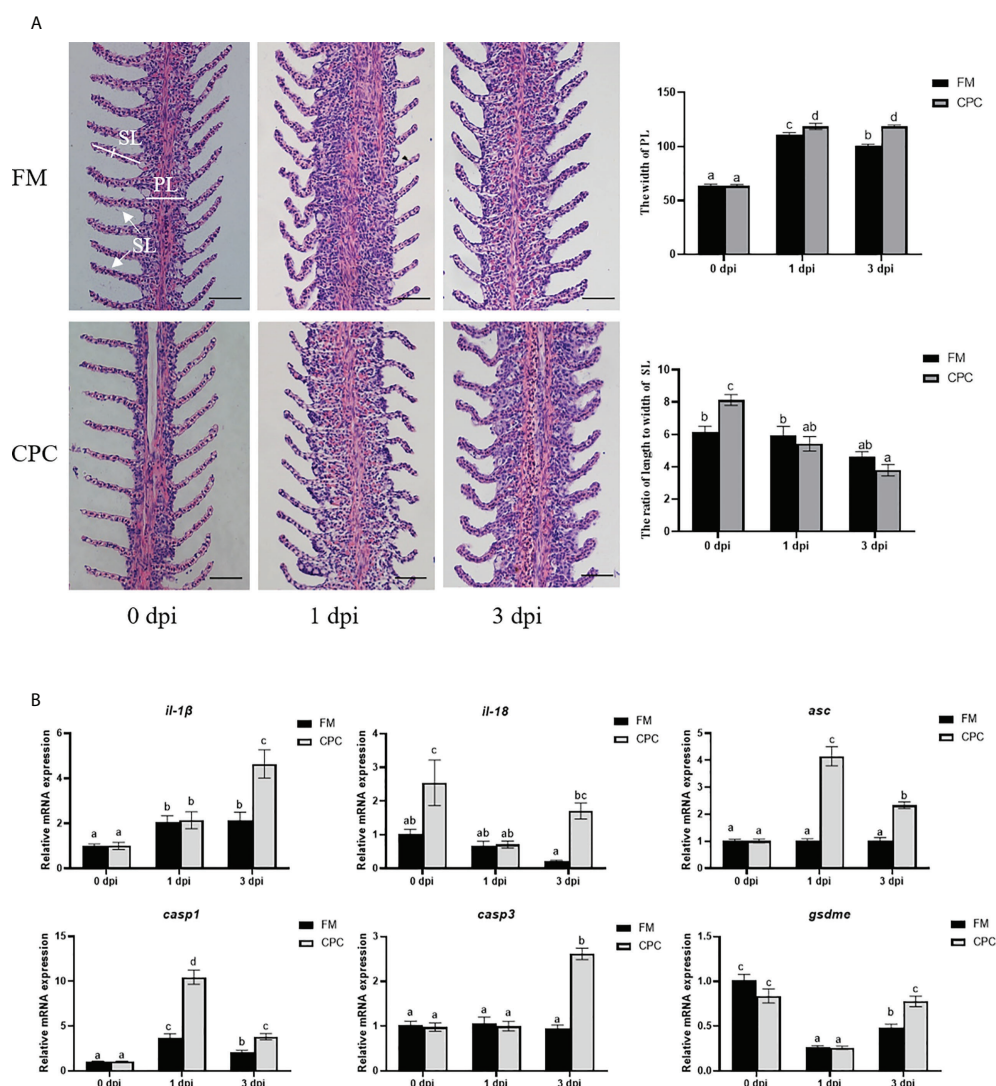 A
FM
SL
PL
SL
CPC
0 dpi
1 dpi
3 dpi
FM
CPC
The width of PL
150
100
50
0
a
a
c
d
b
d
0 dpi
1 dpi
3 dpi
FM
CPC
The ratio of length to width of SL
10
8
6
4
2
0
b
c
b
ab
ab
a
0 dpi
1 dpi
3 dpi
B
il-1β
FM
CPC
Relative mRNA expression
6
4
2
0
a
a
b
b
b
c
0 dpi
1 dpi
3 dpi
il-18
FM
CPC
Relative mRNA expression
4
3
2
1
0
ab
c
ab
ab
a
bc
0 dpi
1 dpi
3 dpi
asc
FM
CPC
Relative mRNA expression
5
4
3
2
1
0
a
a
a
c
a
b
0 dpi
1 dpi
3 dpi
casp1
FM
CPC
Relative mRNA expression
15
10
5
0
a
a
c
d
b
c
0 dpi
1 dpi
3 dpi
casp3
FM
CPC
Relative mRNA expression
3
2
1
0
a
a
a
a
a
b
0 dpi
1 dpi
3 dpi
gsdme
FM
CPC
Relative mRNA expression
1.5
1.0
0.5
0.0
c
c
a
a
b
c
0 dpi
1 dpi
3 dpi